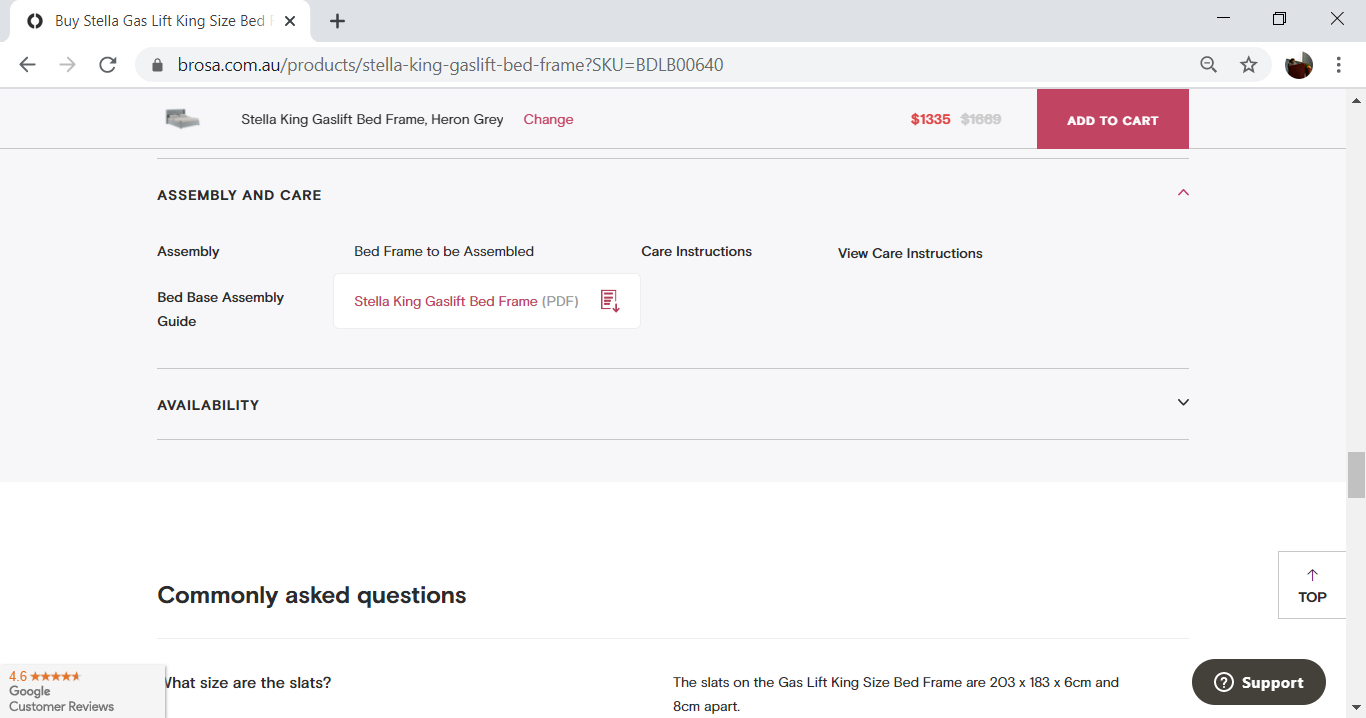 Buy Stella Gas Lift King Size Bed
brosa.com.au/products/stella-king-gaslift-bed-frame?SKU=BDLB00640
Stella King Gaslift Bed Frame, Heron Grey Change $1335 $1669 ADD TO CART
ASSEMBLY AND CARE
Assembly Bed Frame to be Assembled Care Instructions View Care Instructions
Bed Base Assembly
Guide
Stella King Gaslift Bed Frame (PDF)
AVAILABILITY
Commonly asked questions
TOP
What size are the slats?
The slats on the Gas Lift King Size Bed Frame are 203 x 183 x 6cm and
8cm apart.
4.6
Google
Customer Reviews
Support